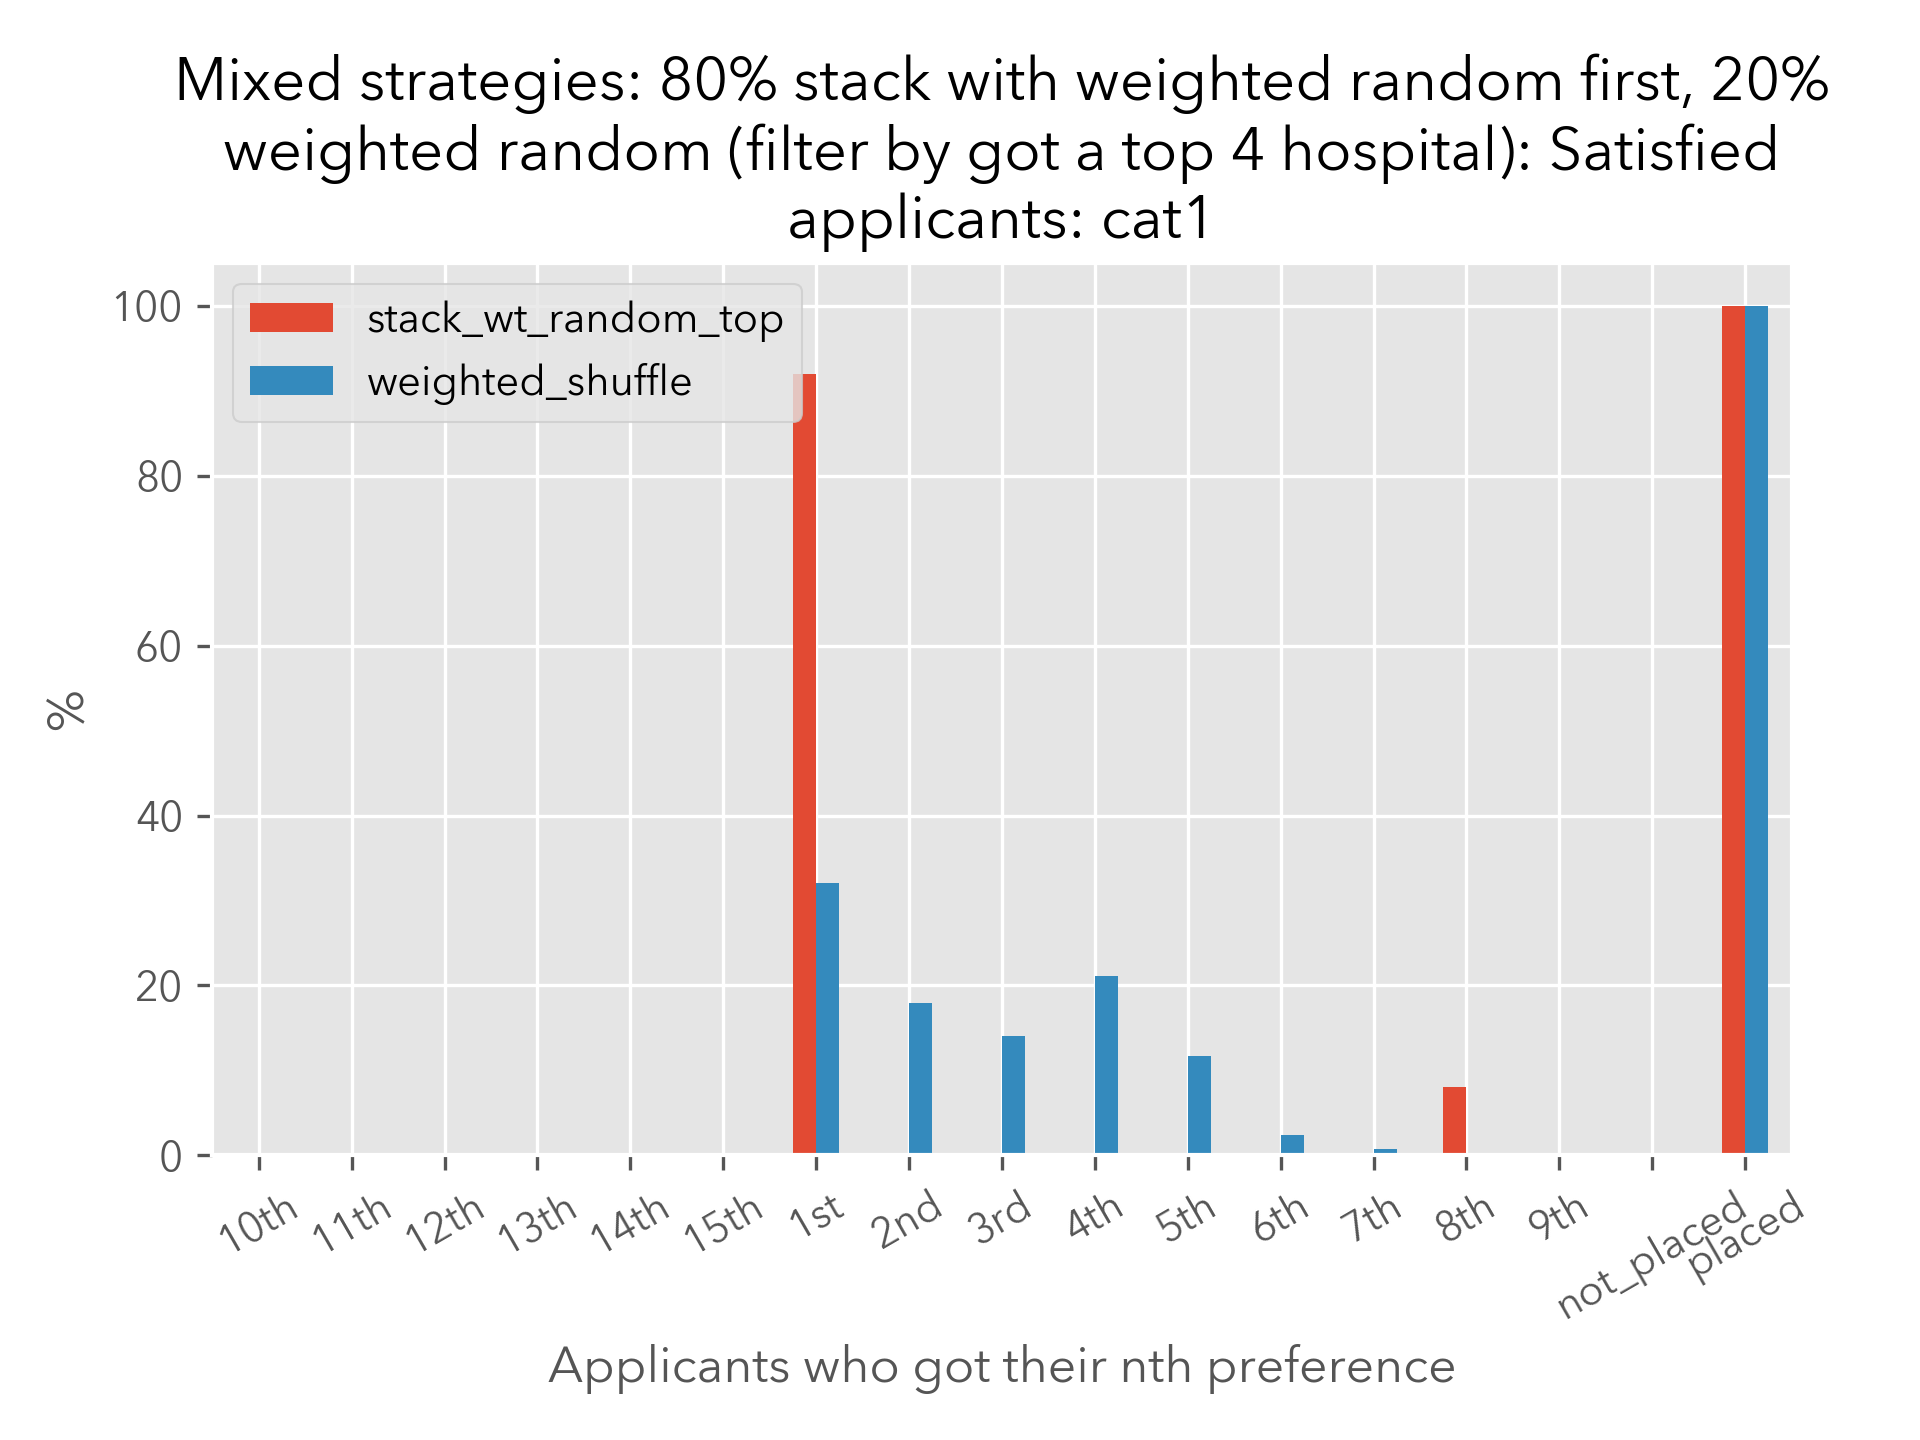 Mixed strategies: 80% stack with weighted random first, 20%
weighted random (filter by got a top 4 hospital): Satisfied
applicants: cat1
stack_wt_random_top
weighted_shuffle
100
80
60
40
20
0
%
10th 11th 12th 13th 14th 15th 1st 2nd 3rd 4th 5th 6th 7th 8th 9th not_placed placed
Applicants who got their nth preference